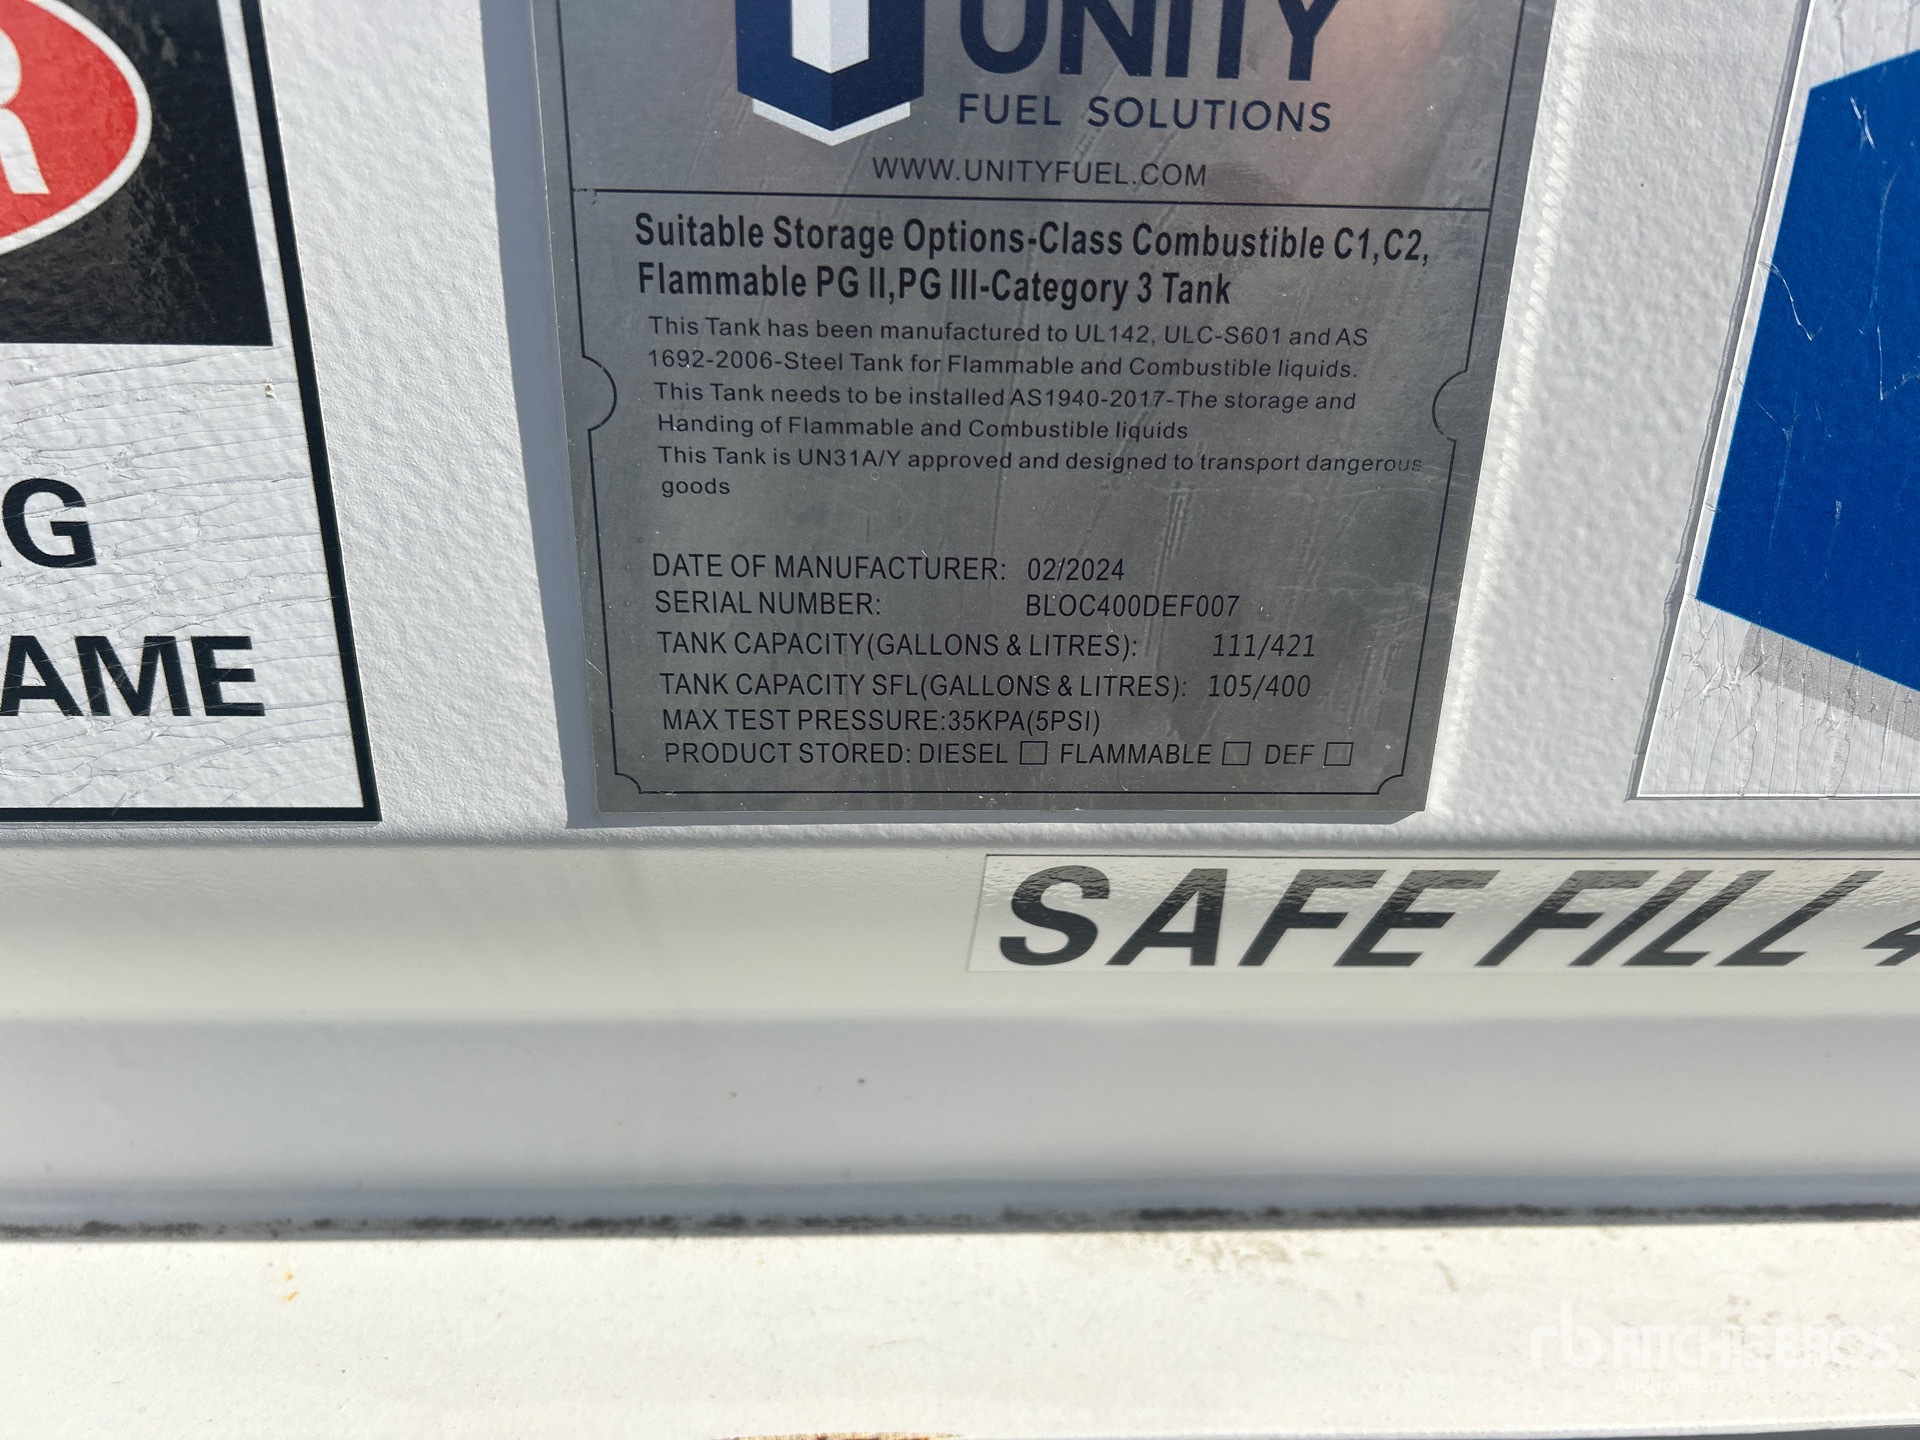 UNITY
FUEL SOLUTIONS
WWW.UNITYFUEL.COM
Suitable Storage Options-Class Combustible C1,C2,
Flammable PG II,PG III-Category 3 Tank
This Tank has been manufactured to UL142, ULC-S601 and AS
1692-2006-Steel Tank for Flammable and Combustible liquids.
This Tank needs to be installed AS1940-2017-The storage and
Handing of Flammable and Combustible liquids
This Tank is UN31A/Y approved and designed to transport dangerous
goods
DATE OF MANUFACTURER: 02/2024
SERIAL NUMBER: BLOC400DEF007
TANK CAPACITY(GALLONS & LITRES): 111/421
TANK CAPACITY SFL(GALLONS & LITRES): 105/400
MAX TEST PRESSURE:35KPA(5PSI)
PRODUCT STORED: DIESEL □ FLAMMABLE □ DEF □
R
G
AME
SAFE FILL 4
rb RITCHIE BROS.
Auctioneers